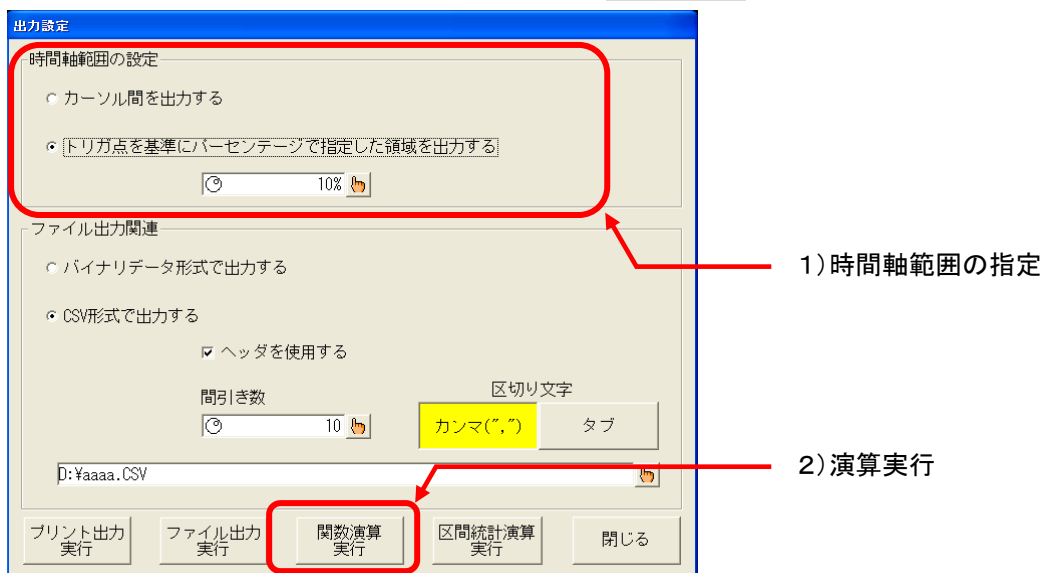 出力設定
時間軸範囲の設定
カーソル間を出力する
トリガ点を基準にパーセンテージで指定した領域を出力する
10%
ファイル出力関連
1)時間軸範囲の指定
バイナリデータ形式で出力する
CSV形式で出力する
ヘッダを使用する
間引き数
区切り文字
10
カンマ(",")
タブ
2)演算実行
D:¥aaaa.CSV
プリント出力
実行
ファイル出力
実行
関数演算
実行
区間統計演算
実行
閉じる